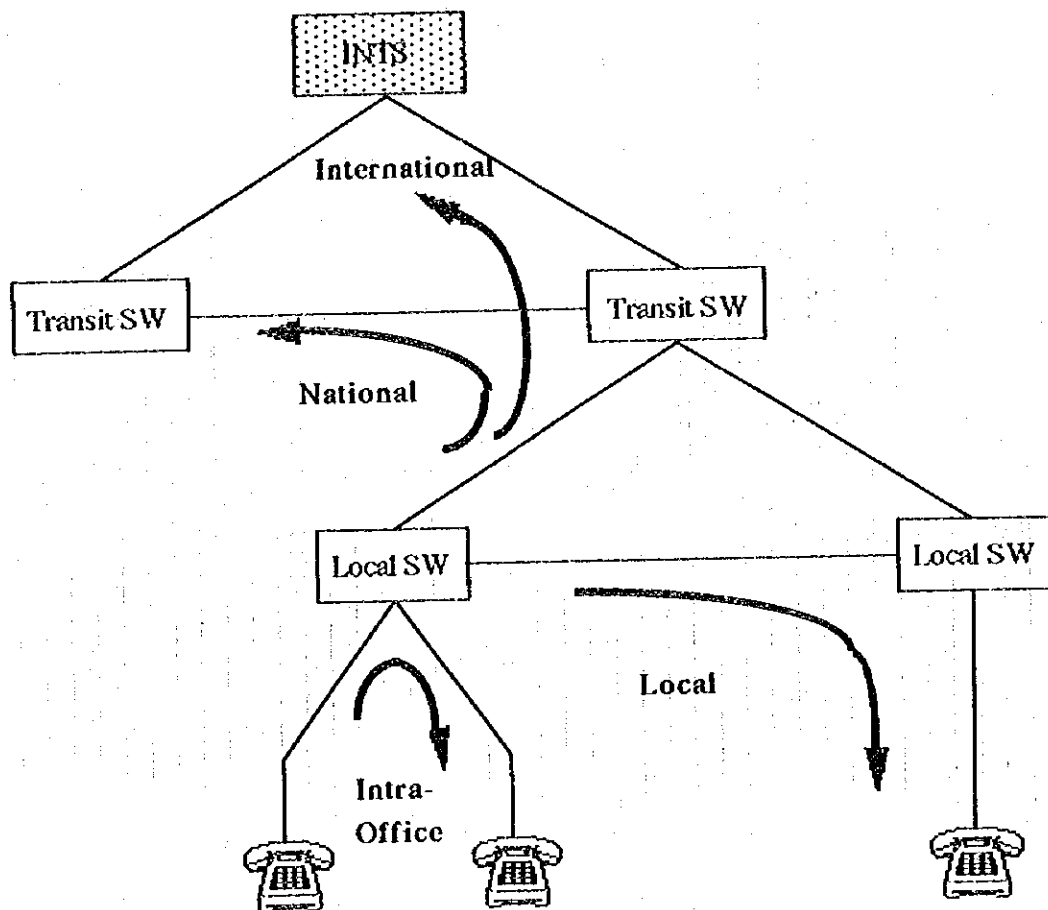 INTS
International
Transit SW
Transit SW
National
Local SW
Local SW
Local
Intra-
Office